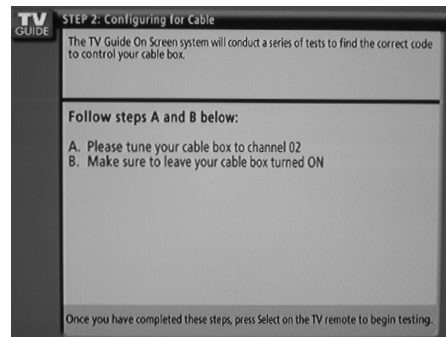 TV
GUIDE
STEP 2: Configuring for Cable
The TV Guide On Screen system will conduct a series of tests to find the correct code
to control your cable box.
Follow steps A and B below:
A. Please tune your cable box to channel 02
B. Make sure to leave your cable box turned ON
Once you have completed these steps, press Select on the TV remote to begin testing.